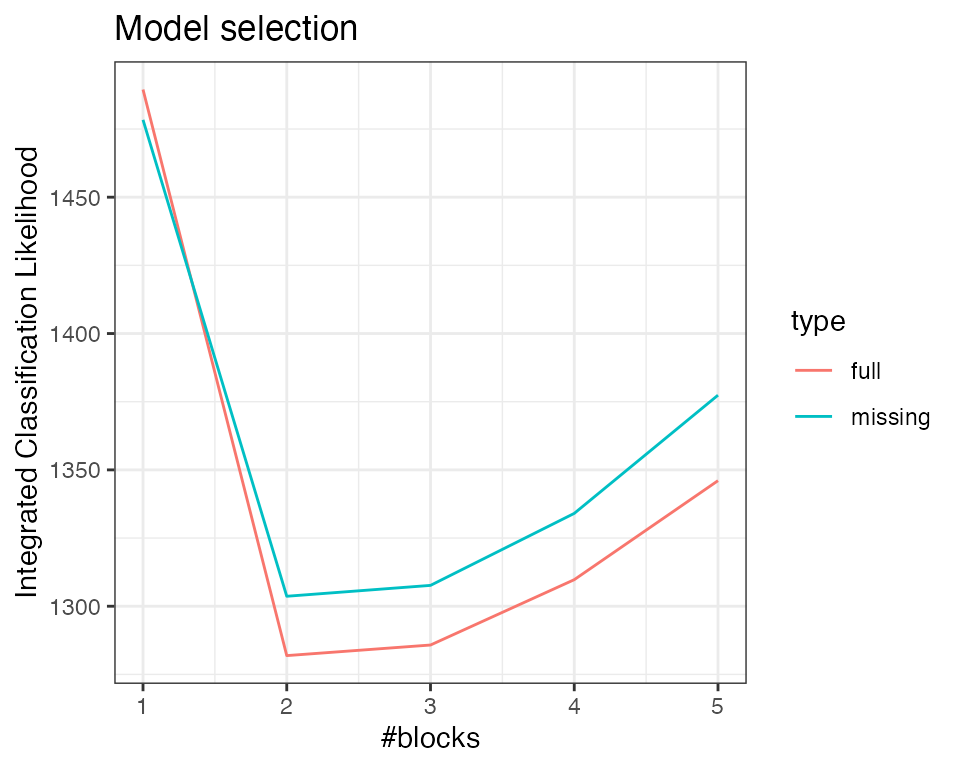 Model selection
Integrated Classification Likelihood
1450
1400
1350
1300
1 2 3 4 5
#blocks
type
full
missing